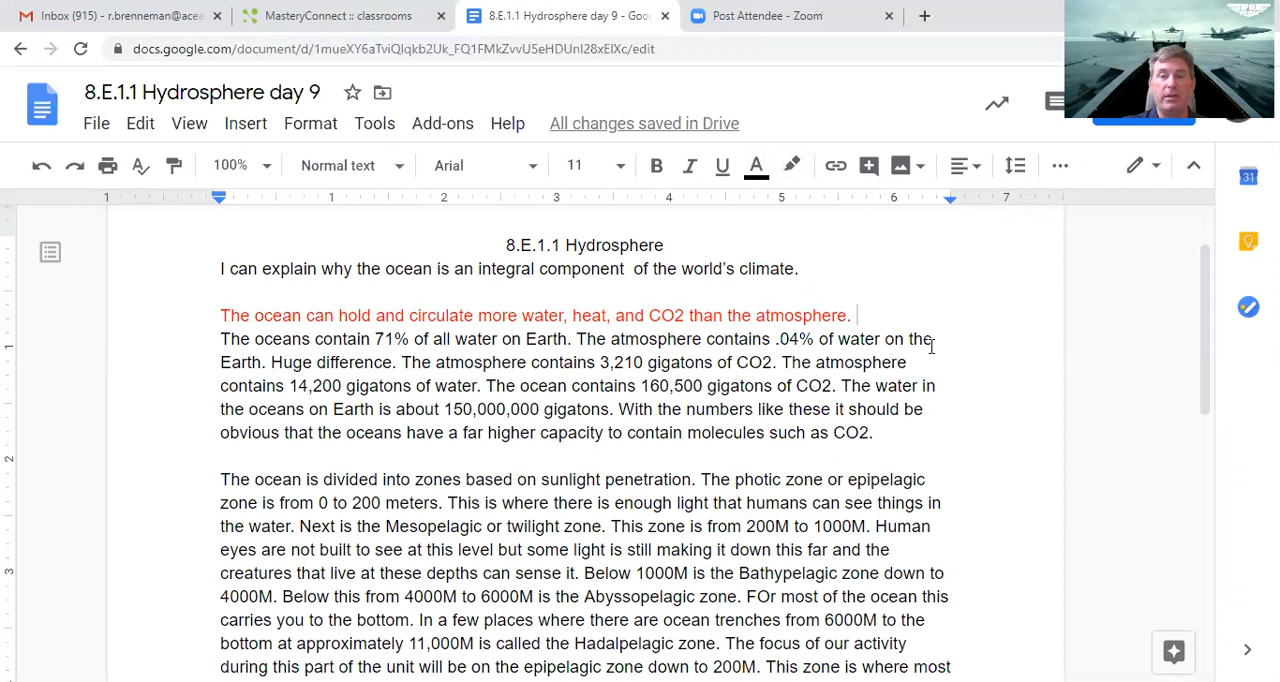 Inbox (915) - r.brenneman@acea
MasteryConnect :: classrooms
8.E.1.1 Hydrosphere day 9 - Goo
Post Attendee - Zoom
docs.google.com/document/d/1mueXY6aTviQlqkb2Uk_FQ1FMkZvvU5eHDUnl28xElXc/edit
8.E.1.1 Hydrosphere day 9
File Edit View Insert Format Tools Add-ons Help All changes saved in Drive
100% Normal text Arial 11 B I U A
1 1 2 3 4 5 6 7
31
8.E.1.1 Hydrosphere
I can explain why the ocean is an integral component  of the world's climate.
The ocean can hold and circulate more water, heat, and CO2 than the atmosphere.
The oceans contain 71% of all water on Earth. The atmosphere contains .04% of water on the
Earth. Huge difference. The atmosphere contains 3,210 gigatons of CO2. The atmosphere
contains 14,200 gigatons of water. The ocean contains 160,500 gigatons of CO2. The water in
the oceans on Earth is about 150,000,000 gigatons. With the numbers like these it should be
obvious that the oceans have a far higher capacity to contain molecules such as CO2.
The ocean is divided into zones based on sunlight penetration. The photic zone or epipelagic
zone is from 0 to 200 meters. This is where there is enough light that humans can see things in
the water. Next is the Mesopelagic or twilight zone. This zone is from 200M to 1000M. Human
eyes are not built to see at this level but some light is still making it down this far and the
creatures that live at these depths can sense it. Below 1000M is the Bathypelagic zone down to
4000M. Below this from 4000M to 6000M is the Abyssopelagic zone. FOr most of the ocean this
carries you to the bottom. In a few places where there are ocean trenches from 6000M to the
bottom at approximately 11,000M is called the Hadalpelagic zone. The focus of our activity
during this part of the unit will be on the epipelagic zone down to 200M. This zone is where most
1
2
3